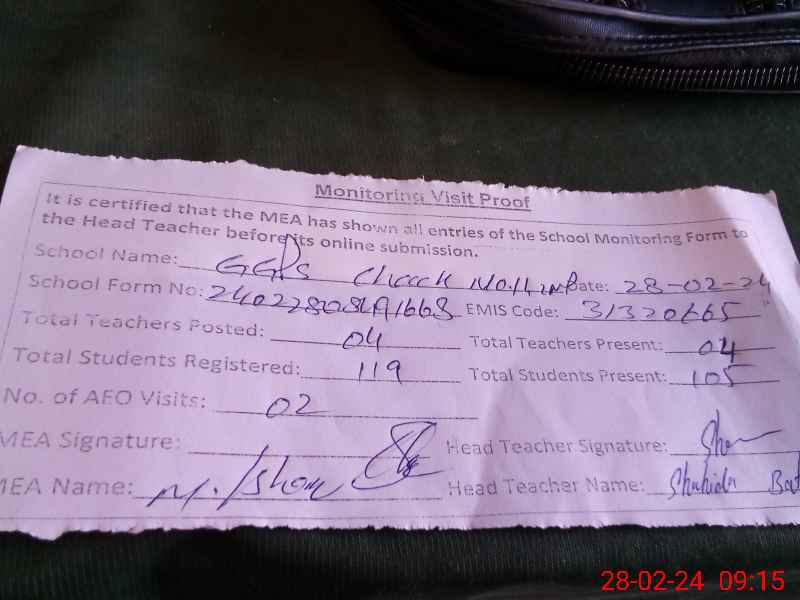 Monitoring Visit Proof
It is certified that the MEA has shown all entries of the School Monitoring Form to
the Head Teacher before its online submission.
School Name: GGPS Date: 28-02-24
School Form No: EMIS Code: 31320665
Total Teachers Posted: 04 Total Teachers Present: 04
Total Students Registered: 119 Total Students Present: 105
No. of AEO Visits: 02
MEA Signature: Head Teacher Signature:
MEA Name: M. Head Teacher Name: Shahida
28-02-24 09:15